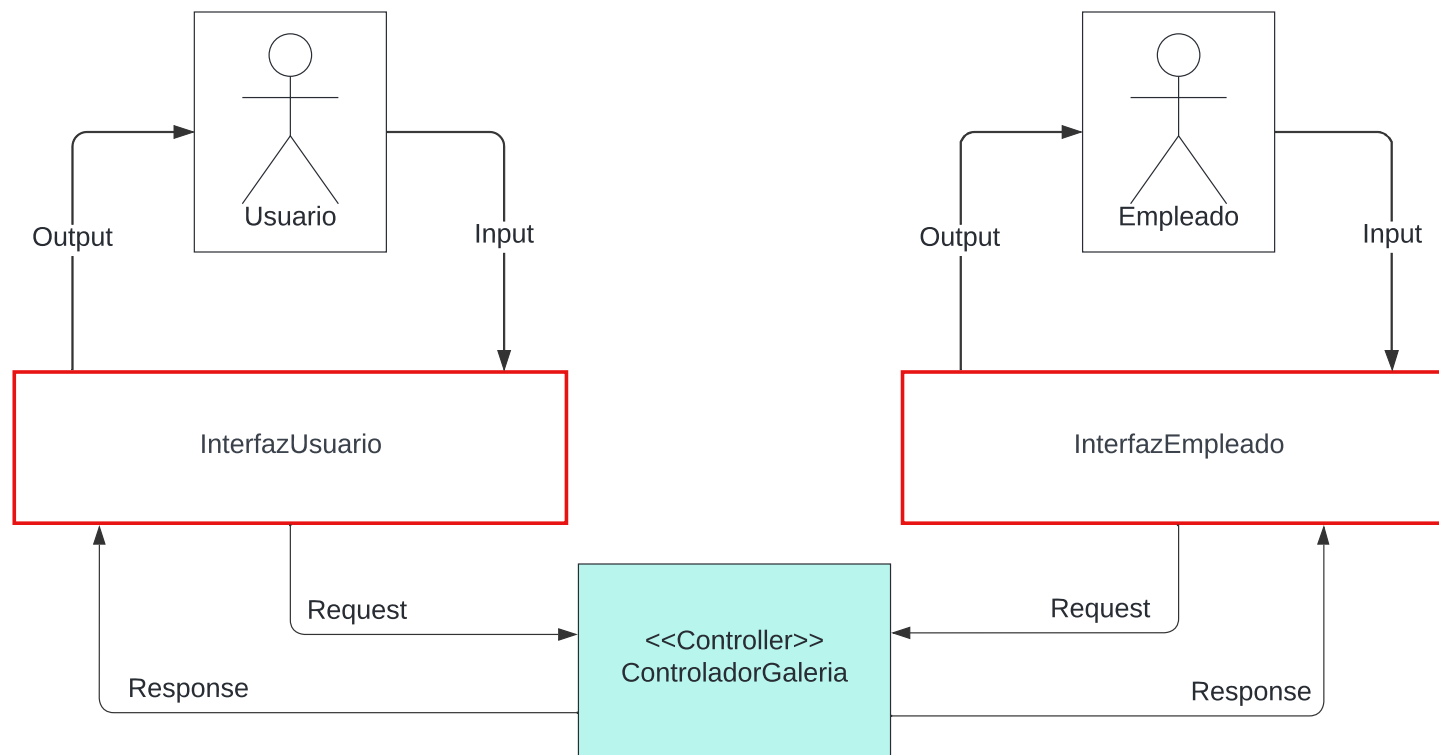 Usuario
Empleado
Output
Input
Output
Input
InterfazUsuario
InterfazEmpleado
Request
Request
<<Controller>>
ControladorGaleria
Response
Response